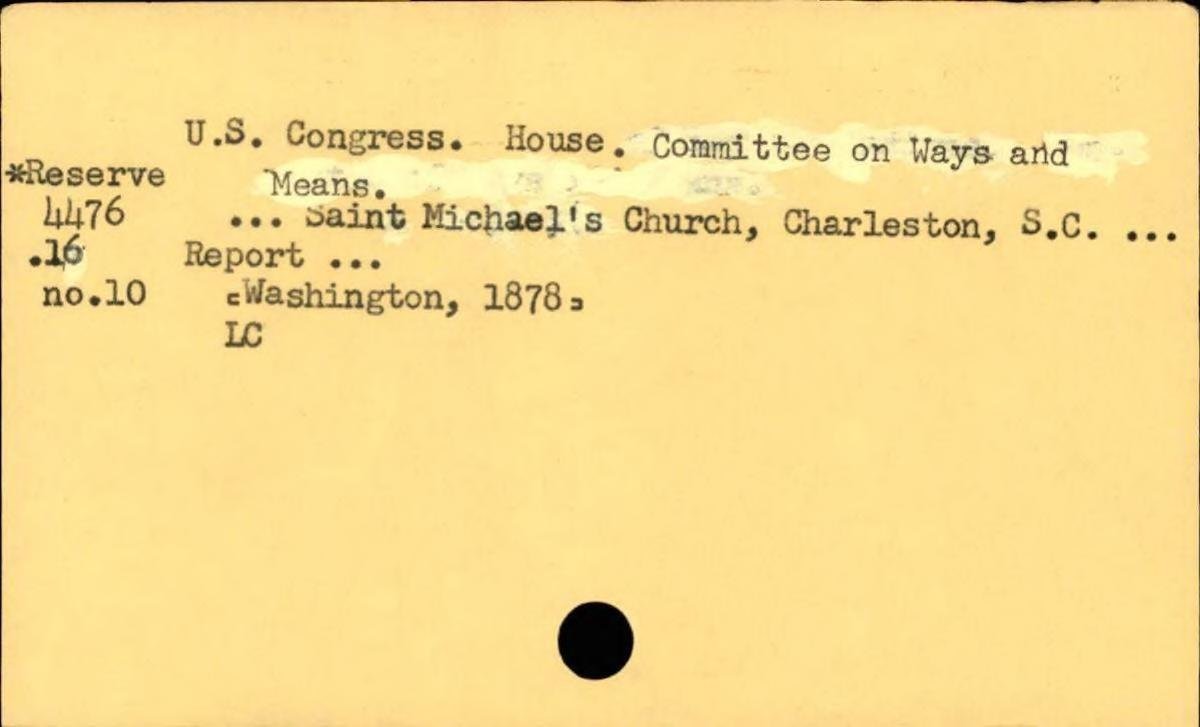 U.S. Congress. House. Committee on Ways and
*Reserve Means.
4476 ... Saint Michael's Church, Charleston, S.C. ...
.16 Report ...
no.10 [Washington, 1878]
LC